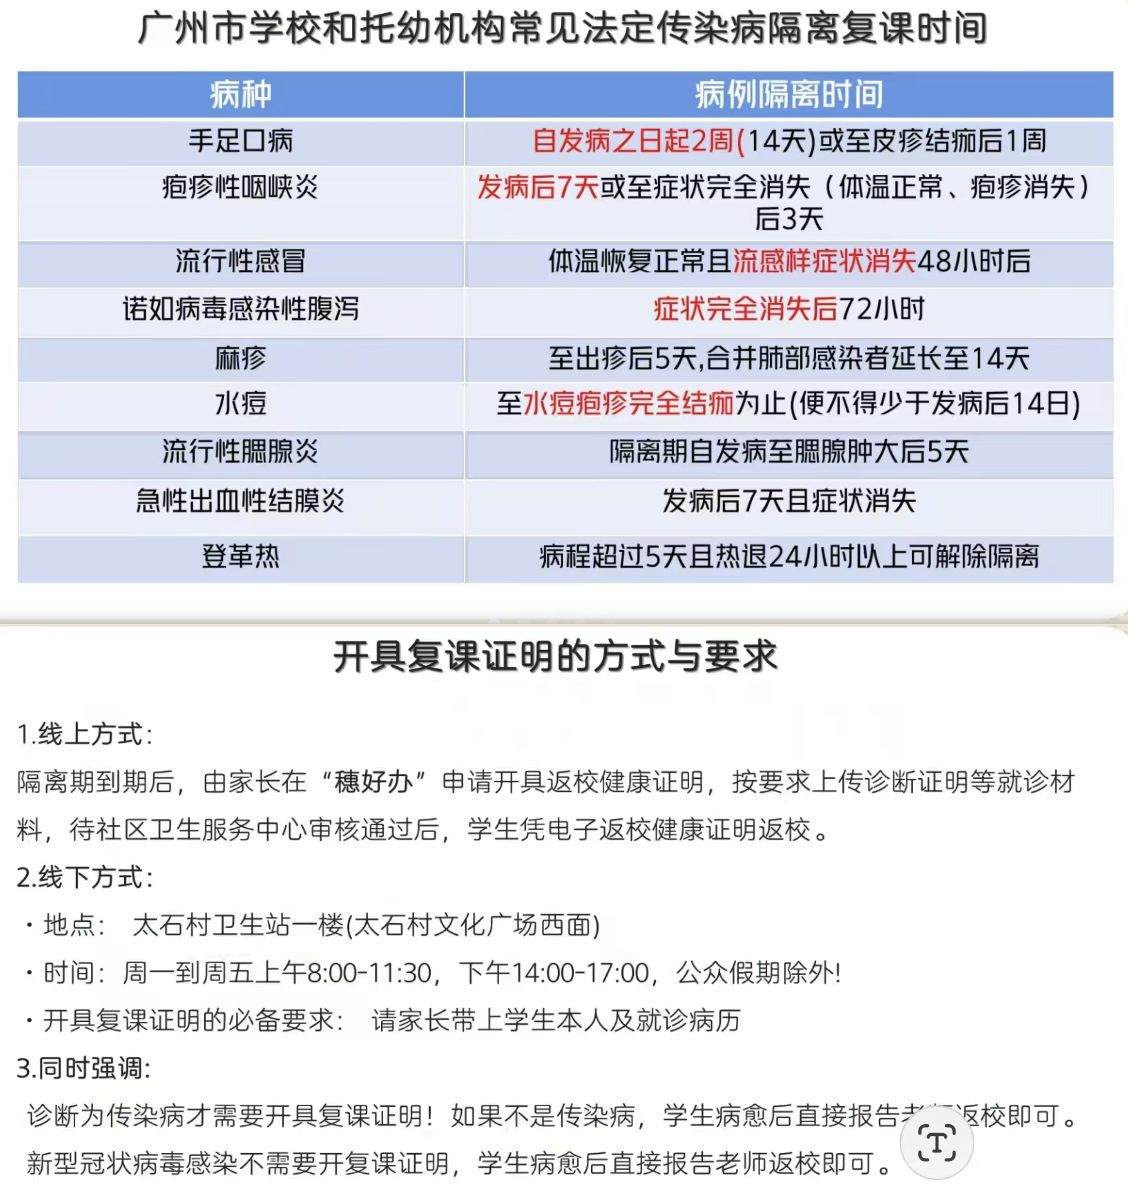 广州市学校和托幼机构常见法定传染病隔离复课时间
病种 病例隔离时间
手足口病 自发病之日起2周(14天)或至皮疹结痂后1周
疱疹性咽峡炎 发病后7天或至症状完全消失（体温正常、疱疹消失）
后3天
流行性感冒 体温恢复正常且流感样症状消失48小时后
诺如病毒感染性腹泻 症状完全消失后72小时
麻疹 至出疹后5天,合并肺部感染者延长至14天
水痘 至水痘疱疹完全结痂为止(便不得少于发病后14日)
流行性腮腺炎 隔离期自发病至腮腺肿大后5天
急性出血性结膜炎 发病后7天且症状消失
登革热 病程超过5天且热退24小时以上可解除隔离
开具复课证明的方式与要求
1.线上方式：
隔离期到期后，由家长在“穗好办”申请开具返校健康证明，按要求上传诊断证明等就诊材
料，待社区卫生服务中心审核通过后，学生凭电子返校健康证明返校。
2.线下方式：
·地点： 太石村卫生站一楼(太石村文化广场西面)
·时间：周一到周五上午8:00-11:30，下午14:00-17:00，公众假期除外!
·开具复课证明的必备要求： 请家长带上学生本人及就诊病历
3.同时强调:
诊断为传染病才需要开具复课证明！如果不是传染病，学生病愈后直接报告老师返校即可。
新型冠状病毒感染不需要开复课证明，学生病愈后直接报告老师返校即可。